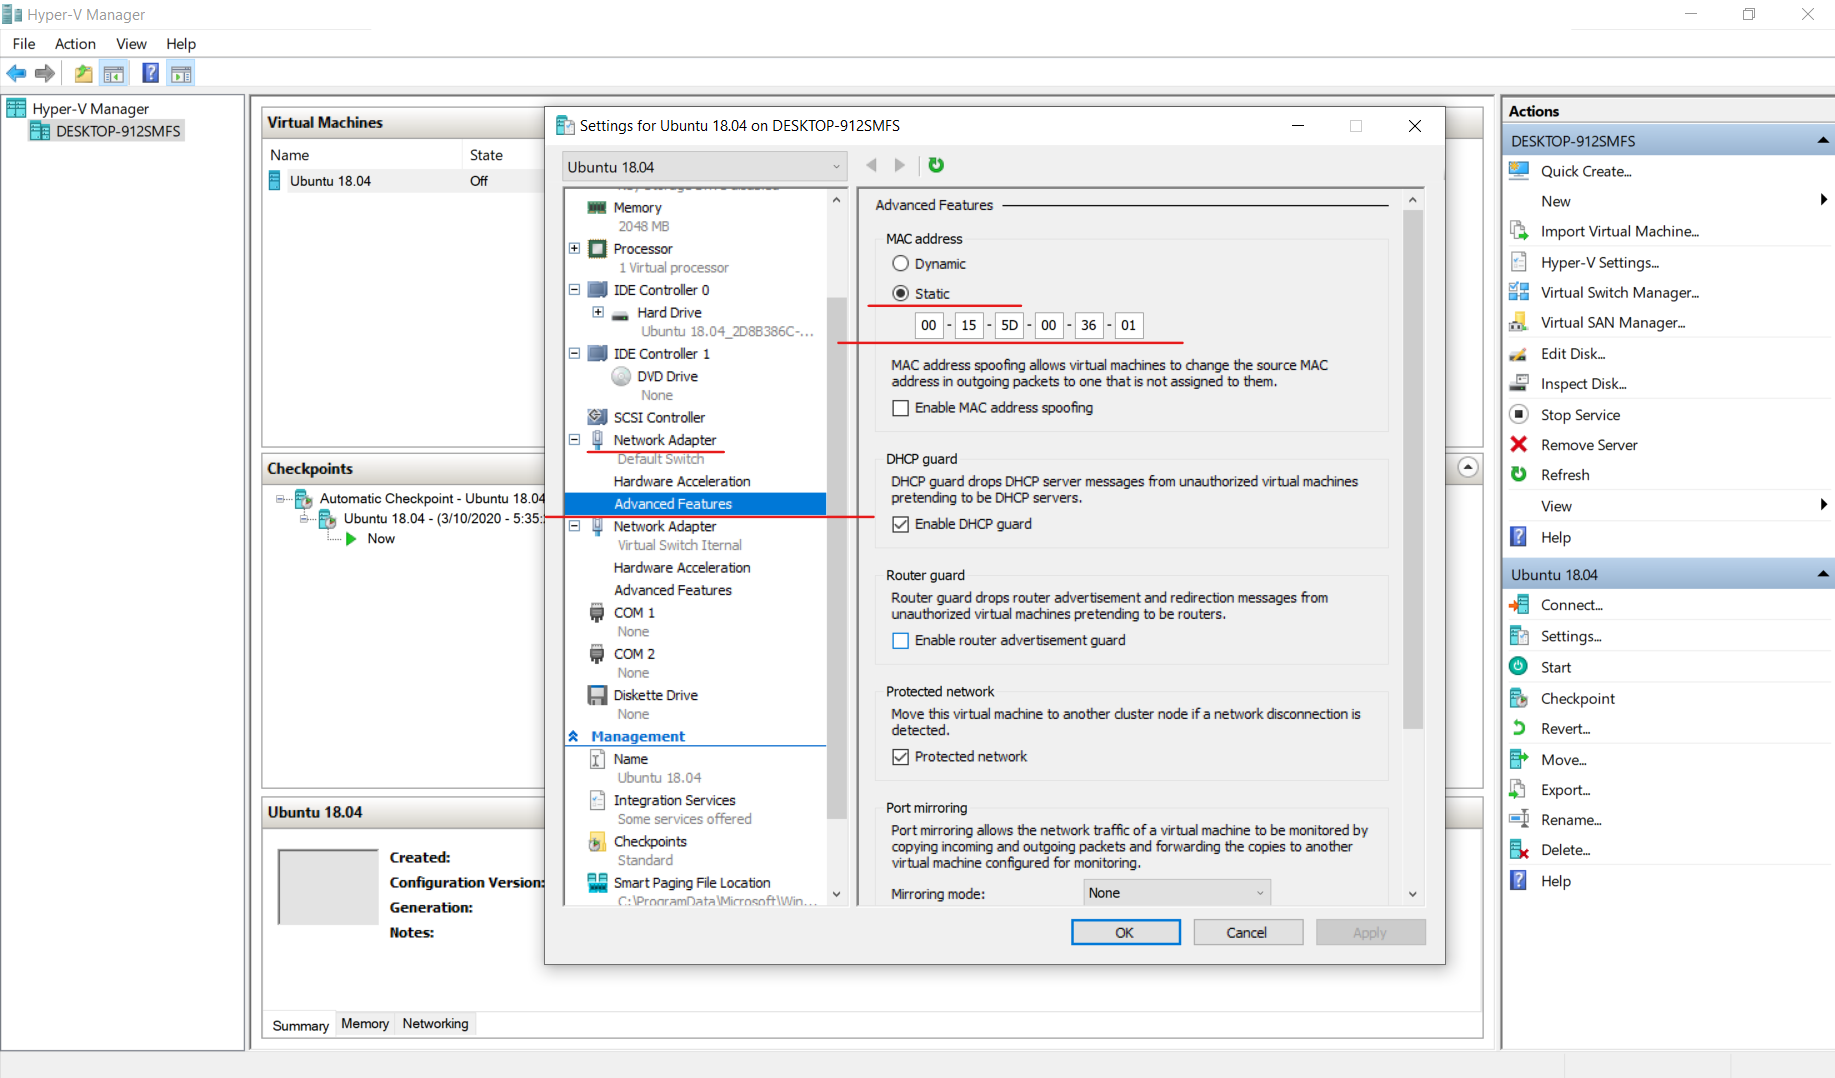 Hyper-V Manager
File Action View Help
Hyper-V Manager
DESKTOP-912SMFS
Virtual Machines
Name State
Ubuntu 18.04 Off
Checkpoints
Automatic Checkpoint - Ubuntu 18.04
Ubuntu 18.04 - (3/10/2020 - 5:35:
Now
Ubuntu 18.04
Created:
Configuration Version:
Generation:
Notes:
Summary Memory Networking
Settings for Ubuntu 18.04 on DESKTOP-912SMFS
Ubuntu 18.04
Memory
2048 MB
Processor
1 Virtual processor
IDE Controller 0
Hard Drive
Ubuntu 18.04_2D8B386C-...
IDE Controller 1
DVD Drive
None
SCSI Controller
Network Adapter
Default Switch
Hardware Acceleration
Advanced Features
Network Adapter
Virtual Switch Iternal
Hardware Acceleration
Advanced Features
COM 1
None
COM 2
None
Diskette Drive
None
Management
Name
Ubuntu 18.04
Integration Services
Some services offered
Checkpoints
Standard
Smart Paging File Location
C:\ProgramData\Microsoft\Win...
Advanced Features
MAC address
Dynamic
Static
00 - 15 - 5D - 00 - 36 - 01
MAC address spoofing allows virtual machines to change the source MAC
address in outgoing packets to one that is not assigned to them.
Enable MAC address spoofing
DHCP guard
DHCP guard drops DHCP server messages from unauthorized virtual machines
pretending to be DHCP servers.
Enable DHCP guard
Router guard
Router guard drops router advertisement and redirection messages from
unauthorized virtual machines pretending to be routers.
Enable router advertisement guard
Protected network
Move this virtual machine to another cluster node if a network disconnection is
detected.
Protected network
Port mirroring
Port mirroring allows the network traffic of a virtual machine to be monitored by
copying incoming and outgoing packets and forwarding the copies to another
virtual machine configured for monitoring.
Mirroring mode: None
OK Cancel Apply
Actions
DESKTOP-912SMFS
Quick Create...
New
Import Virtual Machine...
Hyper-V Settings...
Virtual Switch Manager...
Virtual SAN Manager...
Edit Disk...
Inspect Disk...
Stop Service
Remove Server
Refresh
View
Help
Ubuntu 18.04
Connect...
Settings...
Start
Checkpoint
Revert...
Move...
Export...
Rename...
Delete...
Help